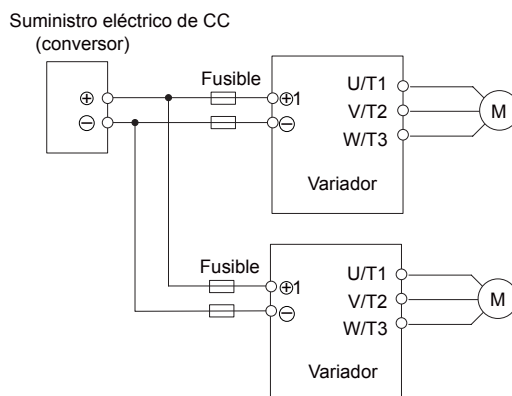 Suministro eléctrico de CC
(conversor)
Fusible
⊕
⊖
⊕1
⊖
U/T1
V/T2
W/T3
M
Variador
Fusible
⊕1
⊖
U/T1
V/T2
W/T3
M
Variador